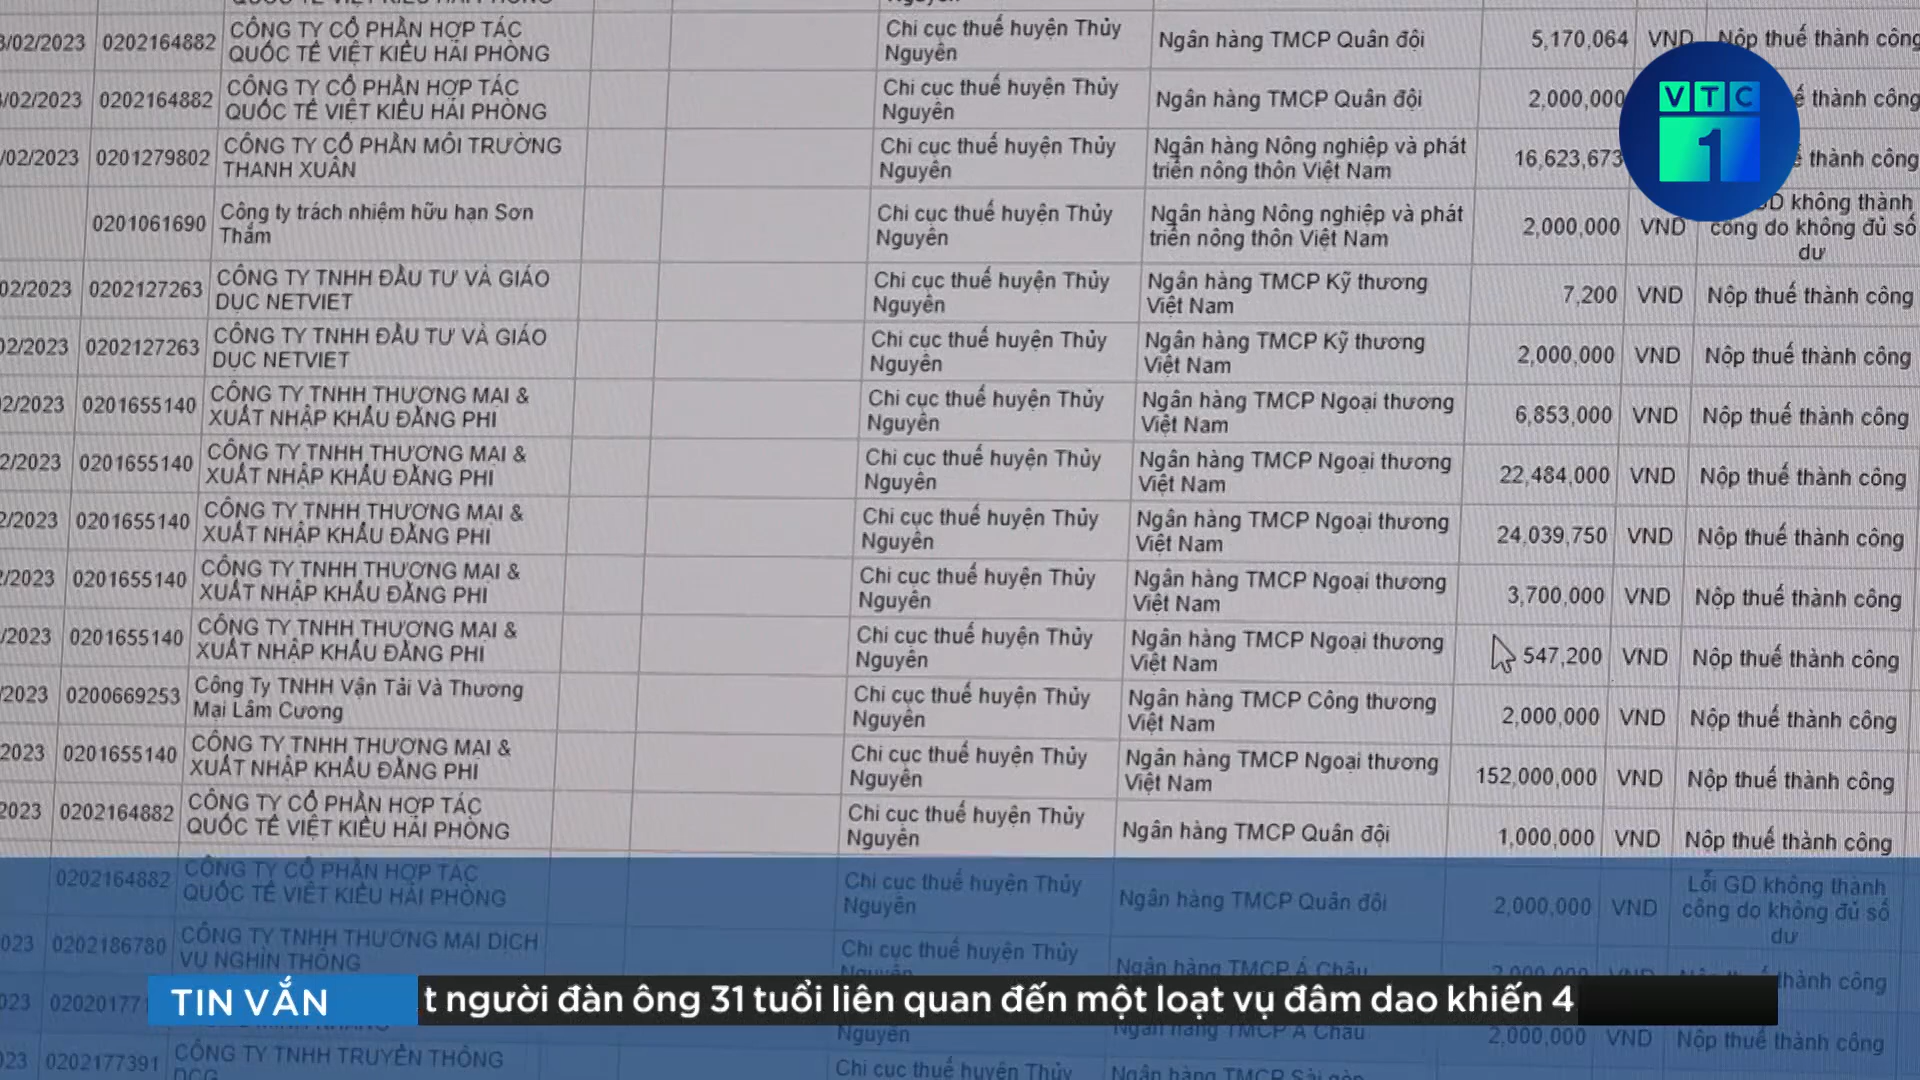 3/02/2023 0202164882 CÔNG TY CỔ PHẦN HỢP TÁC
QUỐC TẾ VIỆT KIỀU HẢI PHÒNG
Chi cục thuế huyện Thủy
Nguyên
Ngân hàng TMCP Quân đội 5,170,064 VND Nộp thuế thành công
/02/2023 0202164882 CÔNG TY CỔ PHẦN HỢP TÁC
QUỐC TẾ VIỆT KIỀU HẢI PHÒNG
Chi cục thuế huyện Thủy
Nguyên
Ngân hàng TMCP Quân đội 2,000,000 thành công
/02/2023 0201279802 CÔNG TY CỔ PHẦN MÔI TRƯỜNG
THANH XUÂN
Chi cục thuế huyện Thủy
Nguyên
Ngân hàng Nông nghiệp và phát
triển nông thôn Việt Nam
16,623,673 thành công
VTC
1
0201061690 Công ty trách nhiệm hữu hạn Sơn
Thắm
Chi cục thuế huyện Thủy
Nguyên
Ngân hàng Nông nghiệp và phát
triển nông thôn Việt Nam
2,000,000 VND
GD không thành
công do không đủ số
dư
02/2023 0202127263 CÔNG TY TNHH ĐẦU TƯ VÀ GIÁO
DỤC NETVIET
Chi cục thuế huyện Thủy
Nguyên
Ngân hàng TMCP Kỹ thương
Việt Nam
7,200 VND Nộp thuế thành công
02/2023 0202127263 CÔNG TY TNHH ĐẦU TƯ VÀ GIÁO
DỤC NETVIET
Chi cục thuế huyện Thủy
Nguyên
Ngân hàng TMCP Kỹ thương
Việt Nam
2,000,000 VND Nộp thuế thành công
02/2023 0201655140 CÔNG TY TNHH THƯƠNG MẠI &
XUẤT NHẬP KHẨU ĐĂNG PHI
Chi cục thuế huyện Thủy
Nguyên
Ngân hàng TMCP Ngoại thương
Việt Nam
6,853,000 VND Nộp thuế thành công
2/2023 0201655140 CÔNG TY TNHH THƯƠNG MẠI &
XUẤT NHẬP KHẨU ĐĂNG PHI
Chi cục thuế huyện Thủy
Nguyên
Ngân hàng TMCP Ngoại thương
Việt Nam
22,484,000 VND Nộp thuế thành công
2/2023 0201655140 CÔNG TY TNHH THƯƠNG MẠI &
XUẤT NHẬP KHẨU ĐĂNG PHI
Chi cục thuế huyện Thủy
Nguyên
Ngân hàng TMCP Ngoại thương
Việt Nam
24,039,750 VND Nộp thuế thành công
/2023 0201655140 CÔNG TY TNHH THƯƠNG MẠI &
XUẤT NHẬP KHẨU ĐĂNG PHI
Chi cục thuế huyện Thủy
Nguyên
Ngân hàng TMCP Ngoại thương
Việt Nam
3,700,000 VND Nộp thuế thành công
/2023 0201655140 CÔNG TY TNHH THƯƠNG MẠI &
XUẤT NHẬP KHẨU ĐĂNG PHI
Chi cục thuế huyện Thủy
Nguyên
Ngân hàng TMCP Ngoại thương
Việt Nam
547,200 VND Nộp thuế thành công
/2023 0200669253 Công Ty TNHH Vận Tải Và Thương
Mại Lâm Cương
Chi cục thuế huyện Thủy
Nguyên
Ngân hàng TMCP Công thương
Việt Nam
2,000,000 VND Nộp thuế thành công
2023 0201655140 CÔNG TY TNHH THƯƠNG MẠI &
XUẤT NHẬP KHẨU ĐĂNG PHI
Chi cục thuế huyện Thủy
Nguyên
Ngân hàng TMCP Ngoại thương
Việt Nam
152,000,000 VND Nộp thuế thành công
2023 0202164882 CÔNG TY CỔ PHẦN HỢP TÁC
QUỐC TẾ VIỆT KIỀU HẢI PHÒNG
Chi cục thuế huyện Thủy
Nguyên
Ngân hàng TMCP Quân đội 1,000,000 VND Nộp thuế thành công
0202164882 CÔNG TY CỔ PHẦN HỢP TÁC
QUỐC TẾ VIỆT KIỀU HẢI PHÒNG
Chi cục thuế huyện Thủy
Nguyên
Ngân hàng TMCP Quân đội 2,000,000 VND
Lỗi GD không thành
công do không đủ số
dư
023 0202186780 CÔNG TY TNHH THƯƠNG MẠI DỊCH
VỤ NGHÌN THÔNG
Chi cục thuế huyện Thủy
Nguyên
Ngân hàng TMCP Á Châu 2,000,000 VND thành công
TIN VẮN t người đàn ông 31 tuổi liên quan đến một loạt vụ đâm dao khiến 4
023 02020177
Nguyên
Ngân hàng TMCP Á Châu 2,000,000 VND Nộp thuế thành công
023 0202177391 CÔNG TY TNHH TRUYỀN THÔNG
Chi cục thuế huyện Thủy
Ngân hàng TMCP Sài